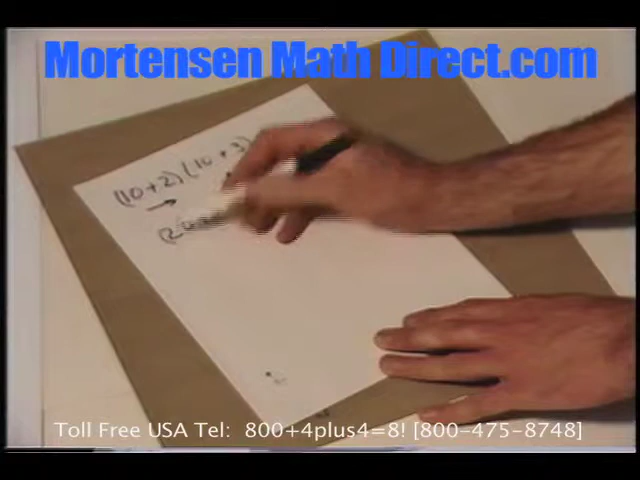 Mortensen Math Direct.com
(10+2)(10+3)
→
Toll Free USA Tel: 800+4plus4=8! [800-475-8748]